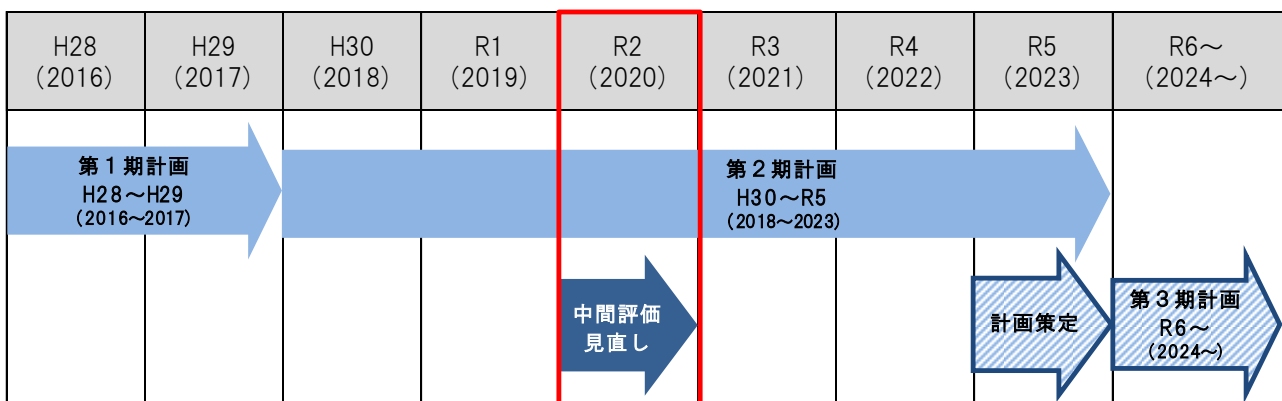 H28
(2016)
H29
(2017)
H30
(2018)
R1
(2019)
R2
(2020)
R3
(2021)
R4
(2022)
R5
(2023)
R6～
(2024～)
第１期計画
H28～H29
(2016～2017)
第２期計画
H30～R5
(2018～2023)
中間評価
見直し
計画策定
第３期計画
R6～
(2024～)